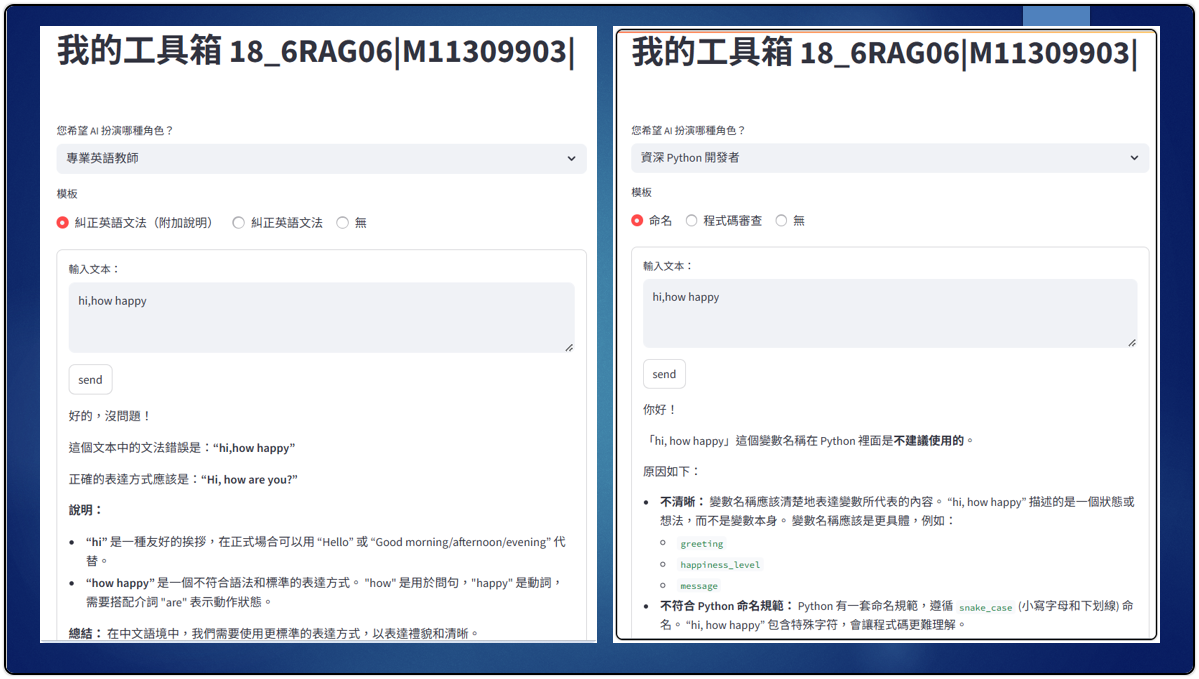 我的工具箱 18_6RAG06|M11309903|
您希望 AI 扮演哪種角色？
專業英語教師
模板
糾正英語文法（附加說明） 糾正英語文法 無
輸入文本：
hi,how happy
send
好的，沒問題！
這個文本中的文法錯誤是：“hi,how happy”
正確的表達方式應該是：“Hi, how are you?”
說明：
“hi” 是一種友好的挨拶，在正式場合可以用 “Hello” 或 “Good morning/afternoon/evening” 代
替。
“how happy” 是一個不符合語法和標準的表達方式。 "how" 是用於問句，"happy" 是動詞，
需要搭配介詞 "are" 表示動作狀態。
總結： 在中文語境中，我們需要使用更標準的表達方式，以表達禮貌和清晰。
我的工具箱 18_6RAG06|M11309903|
您希望 AI 扮演哪種角色？
資深 Python 開發者
模板
命名 程式碼審查 無
輸入文本：
hi,how happy
send
你好！
「hi, how happy」這個變數名稱在 Python 裡面是不建議使用的。
原因如下：
不清晰： 變數名稱應該清楚地表達變數所代表的內容。 “hi, how happy” 描述的是一個狀態或
想法，而不是變數本身。 變數名稱應該是更具體，例如：
greeting
happiness_level
message
不符合 Python 命名規範： Python 有一套命名規範，遵循 snake_case (小寫字母和下划線) 命
名。 “hi, how happy” 包含特殊字符，會讓程式碼更難理解。